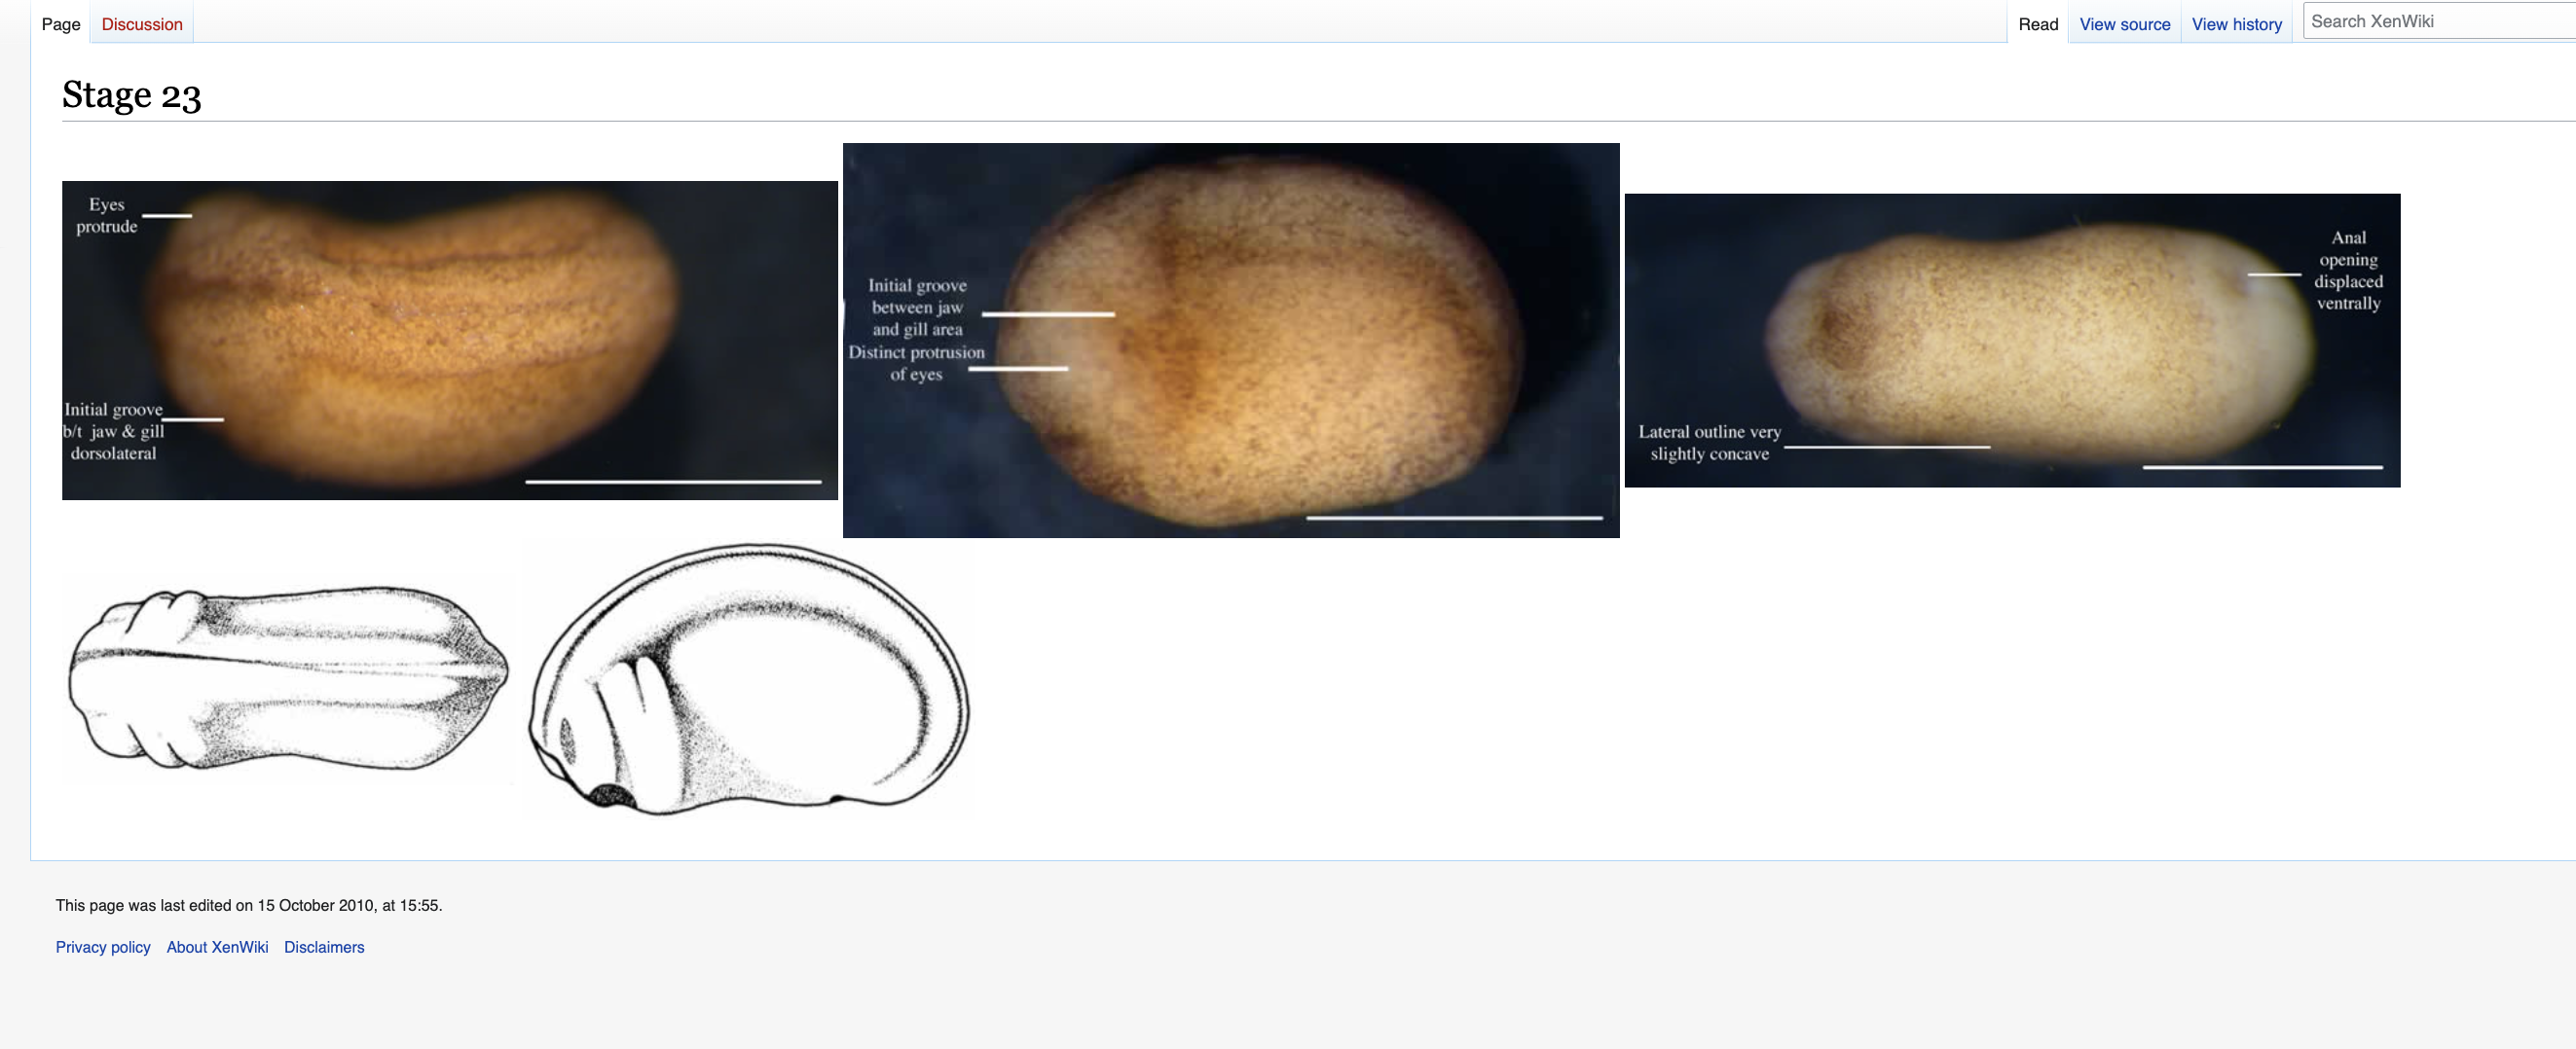 Page
Discussion
Read
View source
View history
Search XenWiki
Stage 23
Eyes
protrude
Initial groove
b/t jaw & gill
dorsolateral
Initial groove
between jaw
and gill area
Distinct protrusion
of eyes
Anal
opening
displaced
ventrally
Lateral outline very
slightly concave
This page was last edited on 15 October 2010, at 15:55.
Privacy policy
About XenWiki
Disclaimers